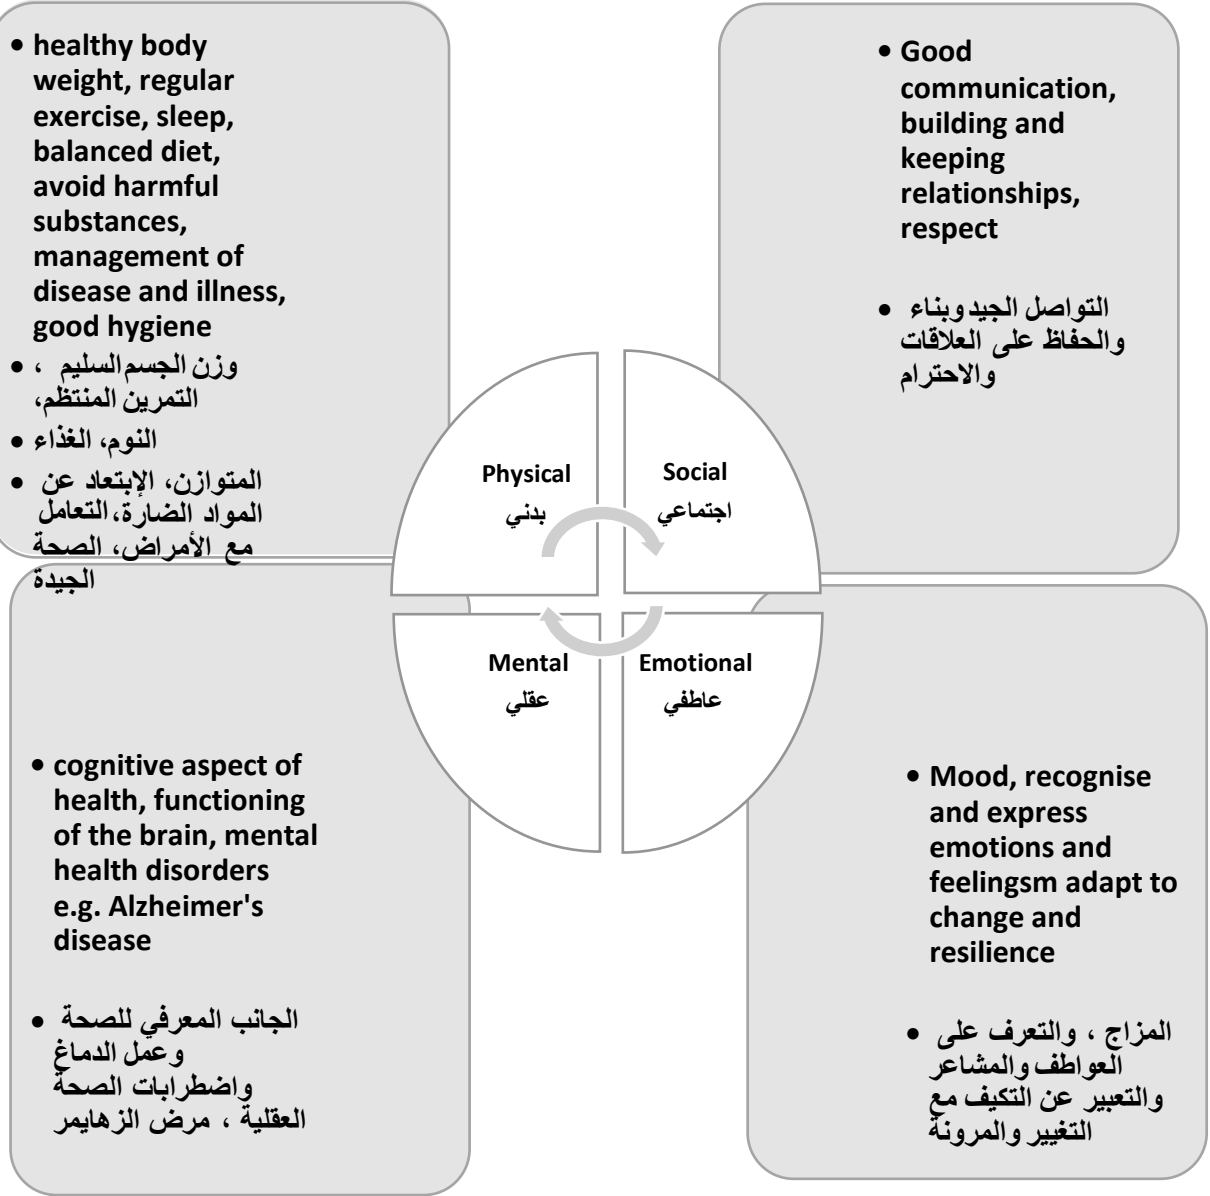 • healthy body
weight, regular
exercise, sleep,
balanced diet,
avoid harmful
substances,
management of
disease and illness,
good hygiene
• وزن الجسم السليم ،
التمرين المنتظم،
• النوم، الغذاء
• المتوازن، الإبتعاد عن
المواد الضارة، التعامل
مع الأمراض، الصحة
الجيدة
• Good
communication,
building and
keeping
relationships,
respect
• التواصل الجيد وبناء
والحفاظ على العلاقات
والاحترام
Physical
بدني
Social
اجتماعي
Mental
عقلي
Emotional
عاطفي
• cognitive aspect of
health, functioning
of the brain, mental
health disorders
e.g. Alzheimer's
disease
• الجانب المعرفي للصحة
وعمل الدماغ
واضطرابات الصحة
العقلية ، مرض الزهايمر
• Mood, recognise
and express
emotions and
feelingsm adapt to
change and
resilience
• المزاج ، والتعرف على
العواطف والمشاعر
والتعبير عن التكيف مع
التغيير والمرونة